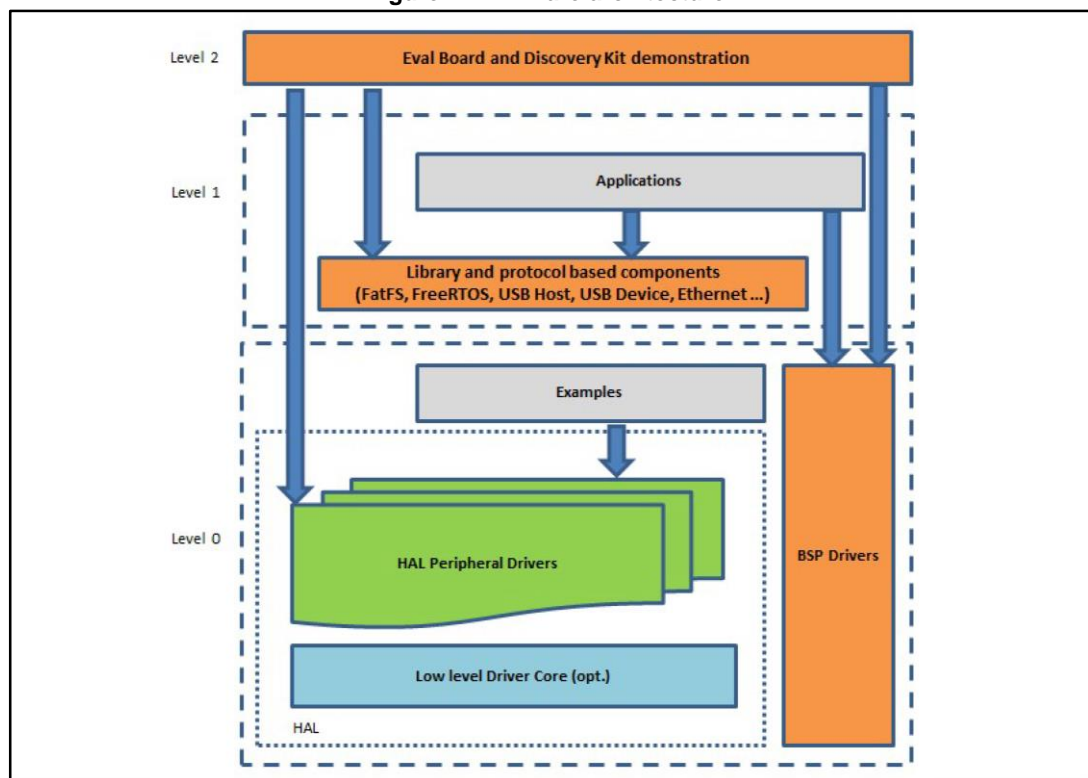 Level 2
Eval Board and Discovery Kit demonstration
Level 1
Applications
Library and protocol based components
(FatFS, FreeRTOS, USB Host, USB Device, Ethernet ...)
Examples
Level 0
HAL Peripheral Drivers
BSP Drivers
Low level Driver Core (opt.)
HAL